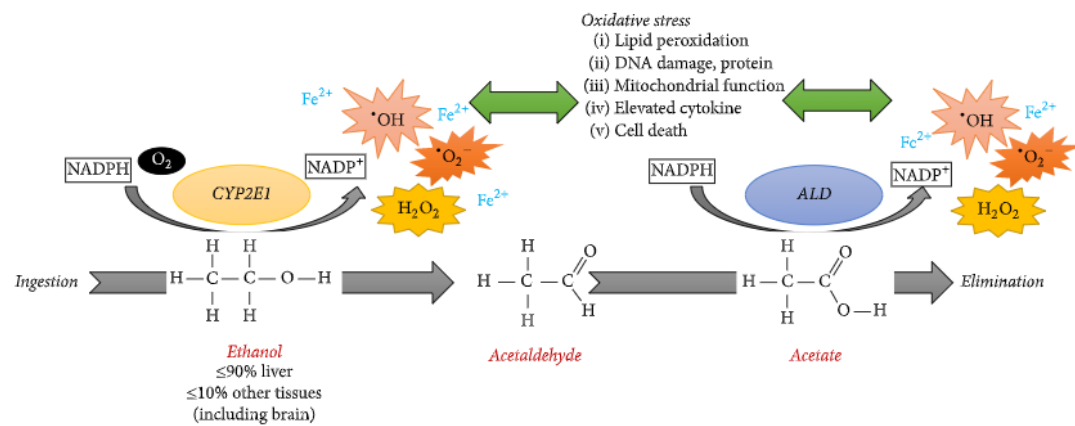 Oxidative stress
(i) Lipid peroxidation
(ii) DNA damage, protein
(iii) Mitochondrial function
(iv) Elevated cytokine
(v) Cell death
Fe2+
•OH
Fe2+
•O2−
H2O2
Fe2+
NADPH
O2
CYP2E1
NADP+
NADPH
ALD
NADP+
Fe2+
•OH
Fe2+
•O2−
H2O2
Ingestion
H H
H—C—C—O—H
H H
H O
H—C—C
H H
H O
H—C—C
H O—H
Elimination
Ethanol
≤90% liver
≤10% other tissues
(including brain)
Acetaldehyde
Acetate